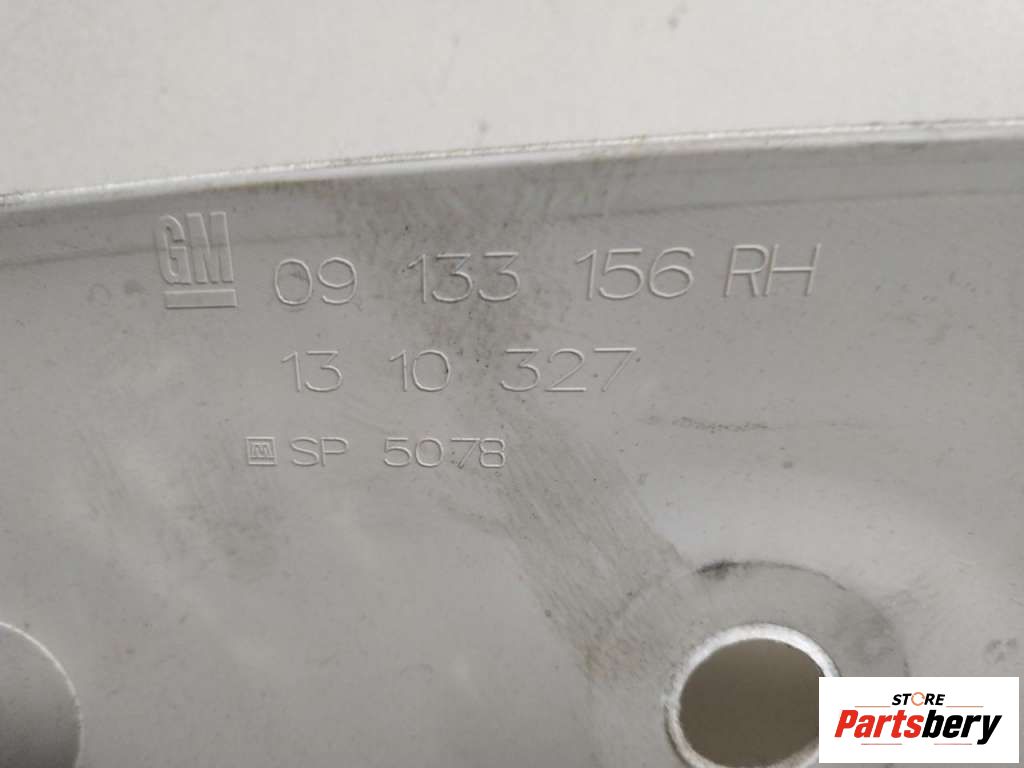 GM 09 133 156 RH
13 10 327
SP 5078
STORE
Partsbery